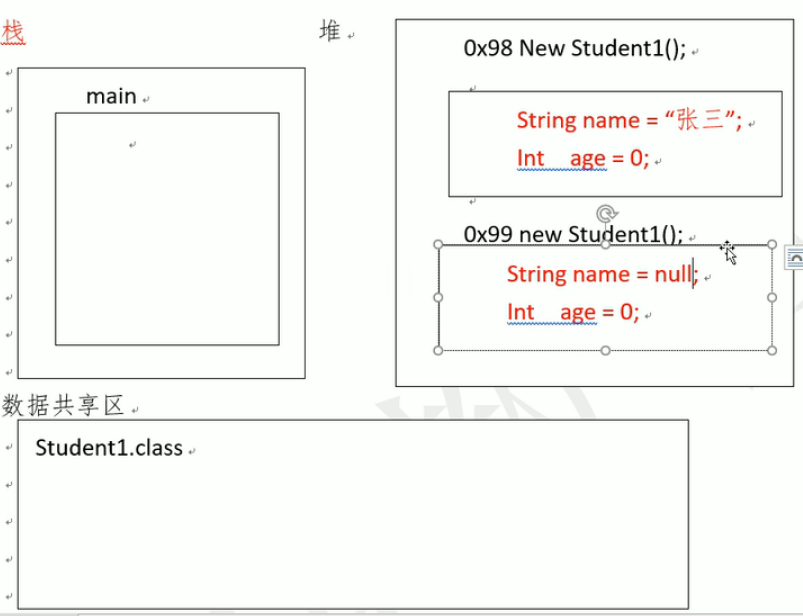 栈
堆
0x98 New Student1();
main
String name = “张三”;
Int age = 0;
0x99 new Student1();
String name = null;
Int age = 0;
数据共享区
Student1.class